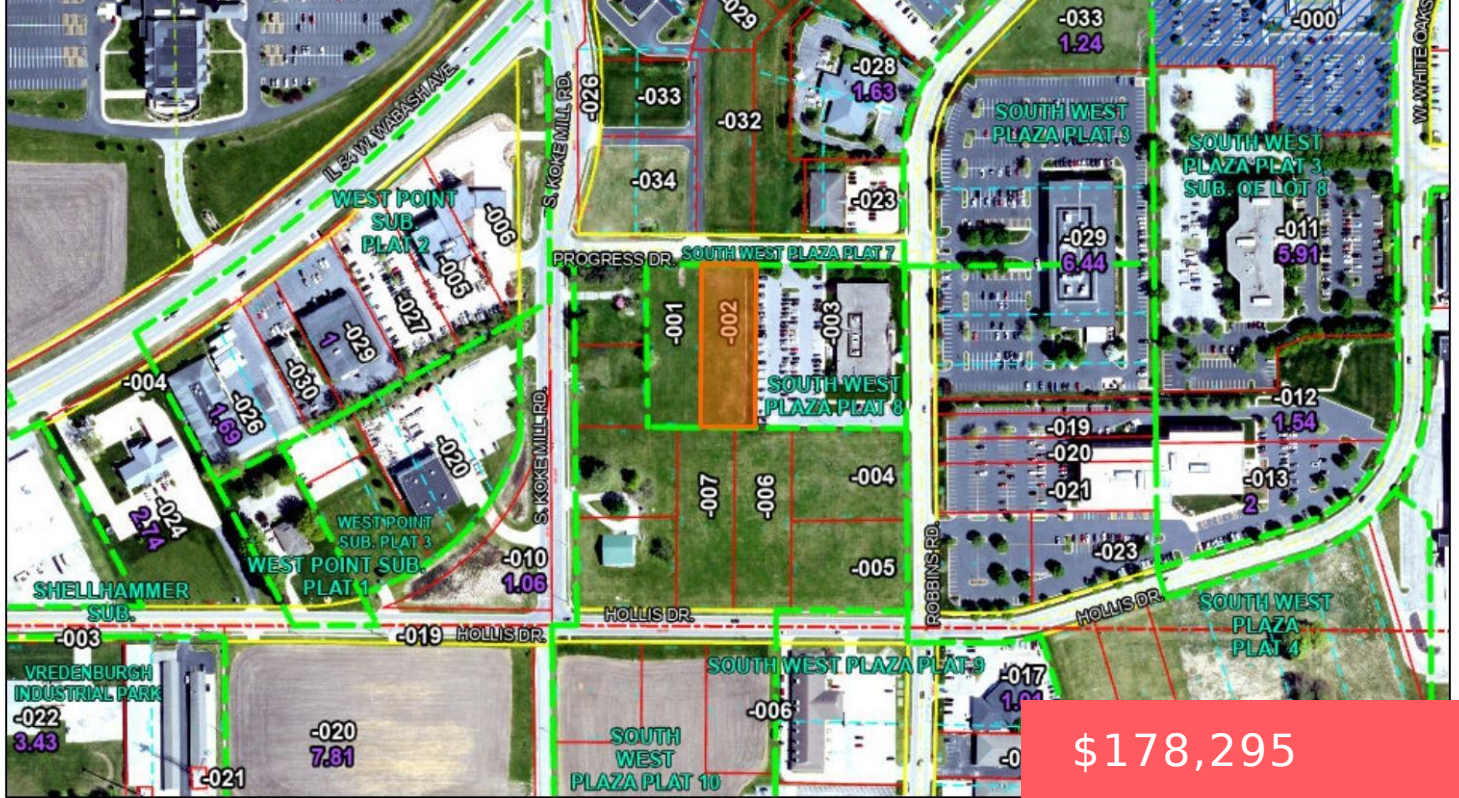 -029
-033
1.24
-000
W. WHITE OAKS
-028
1.63
IL 54 W. WABASH AVE.
S. KOKE MILL RD.
-026
-033
-032
SOUTH WEST
PLAZA PLAT 3
SOUTH WEST
PLAZA PLAT 3
SUB. OF LOT 8
-034
-023
WEST POINT
SUB.
PLAT 2
-006
-005
-027
-029
1
-030
PROGRESS DR.
SOUTH WEST PLAZA PLAT 7
-029
6.44
-011
5.91
-001
-002
-003
SOUTH WEST
PLAZA PLAT 8
-004
-026
1.69
-020
S. KOKE MILL RD.
-012
1.54
-019
-020
-021
-013
2
-007
-006
-004
-005
-024
2.74
WEST POINT
SUB. PLAT 3
WEST POINT SUB.
PLAT 1
-010
1.06
-023
ROBBINS RD.
SHELLHAMMER
SUB.
HOLLIS DR.
HOLLIS DR.
SOUTH WEST
PLAZA
PLAT 4
-003
-019
HOLLIS DR.
VREDENBURGH
INDUSTRIAL PARK
-022
3.43
-020
7.81
-021
SOUTH WEST PLAZA PLAT 9
-017
-006
SOUTH
WEST
PLAZA PLAT 10
$178,295